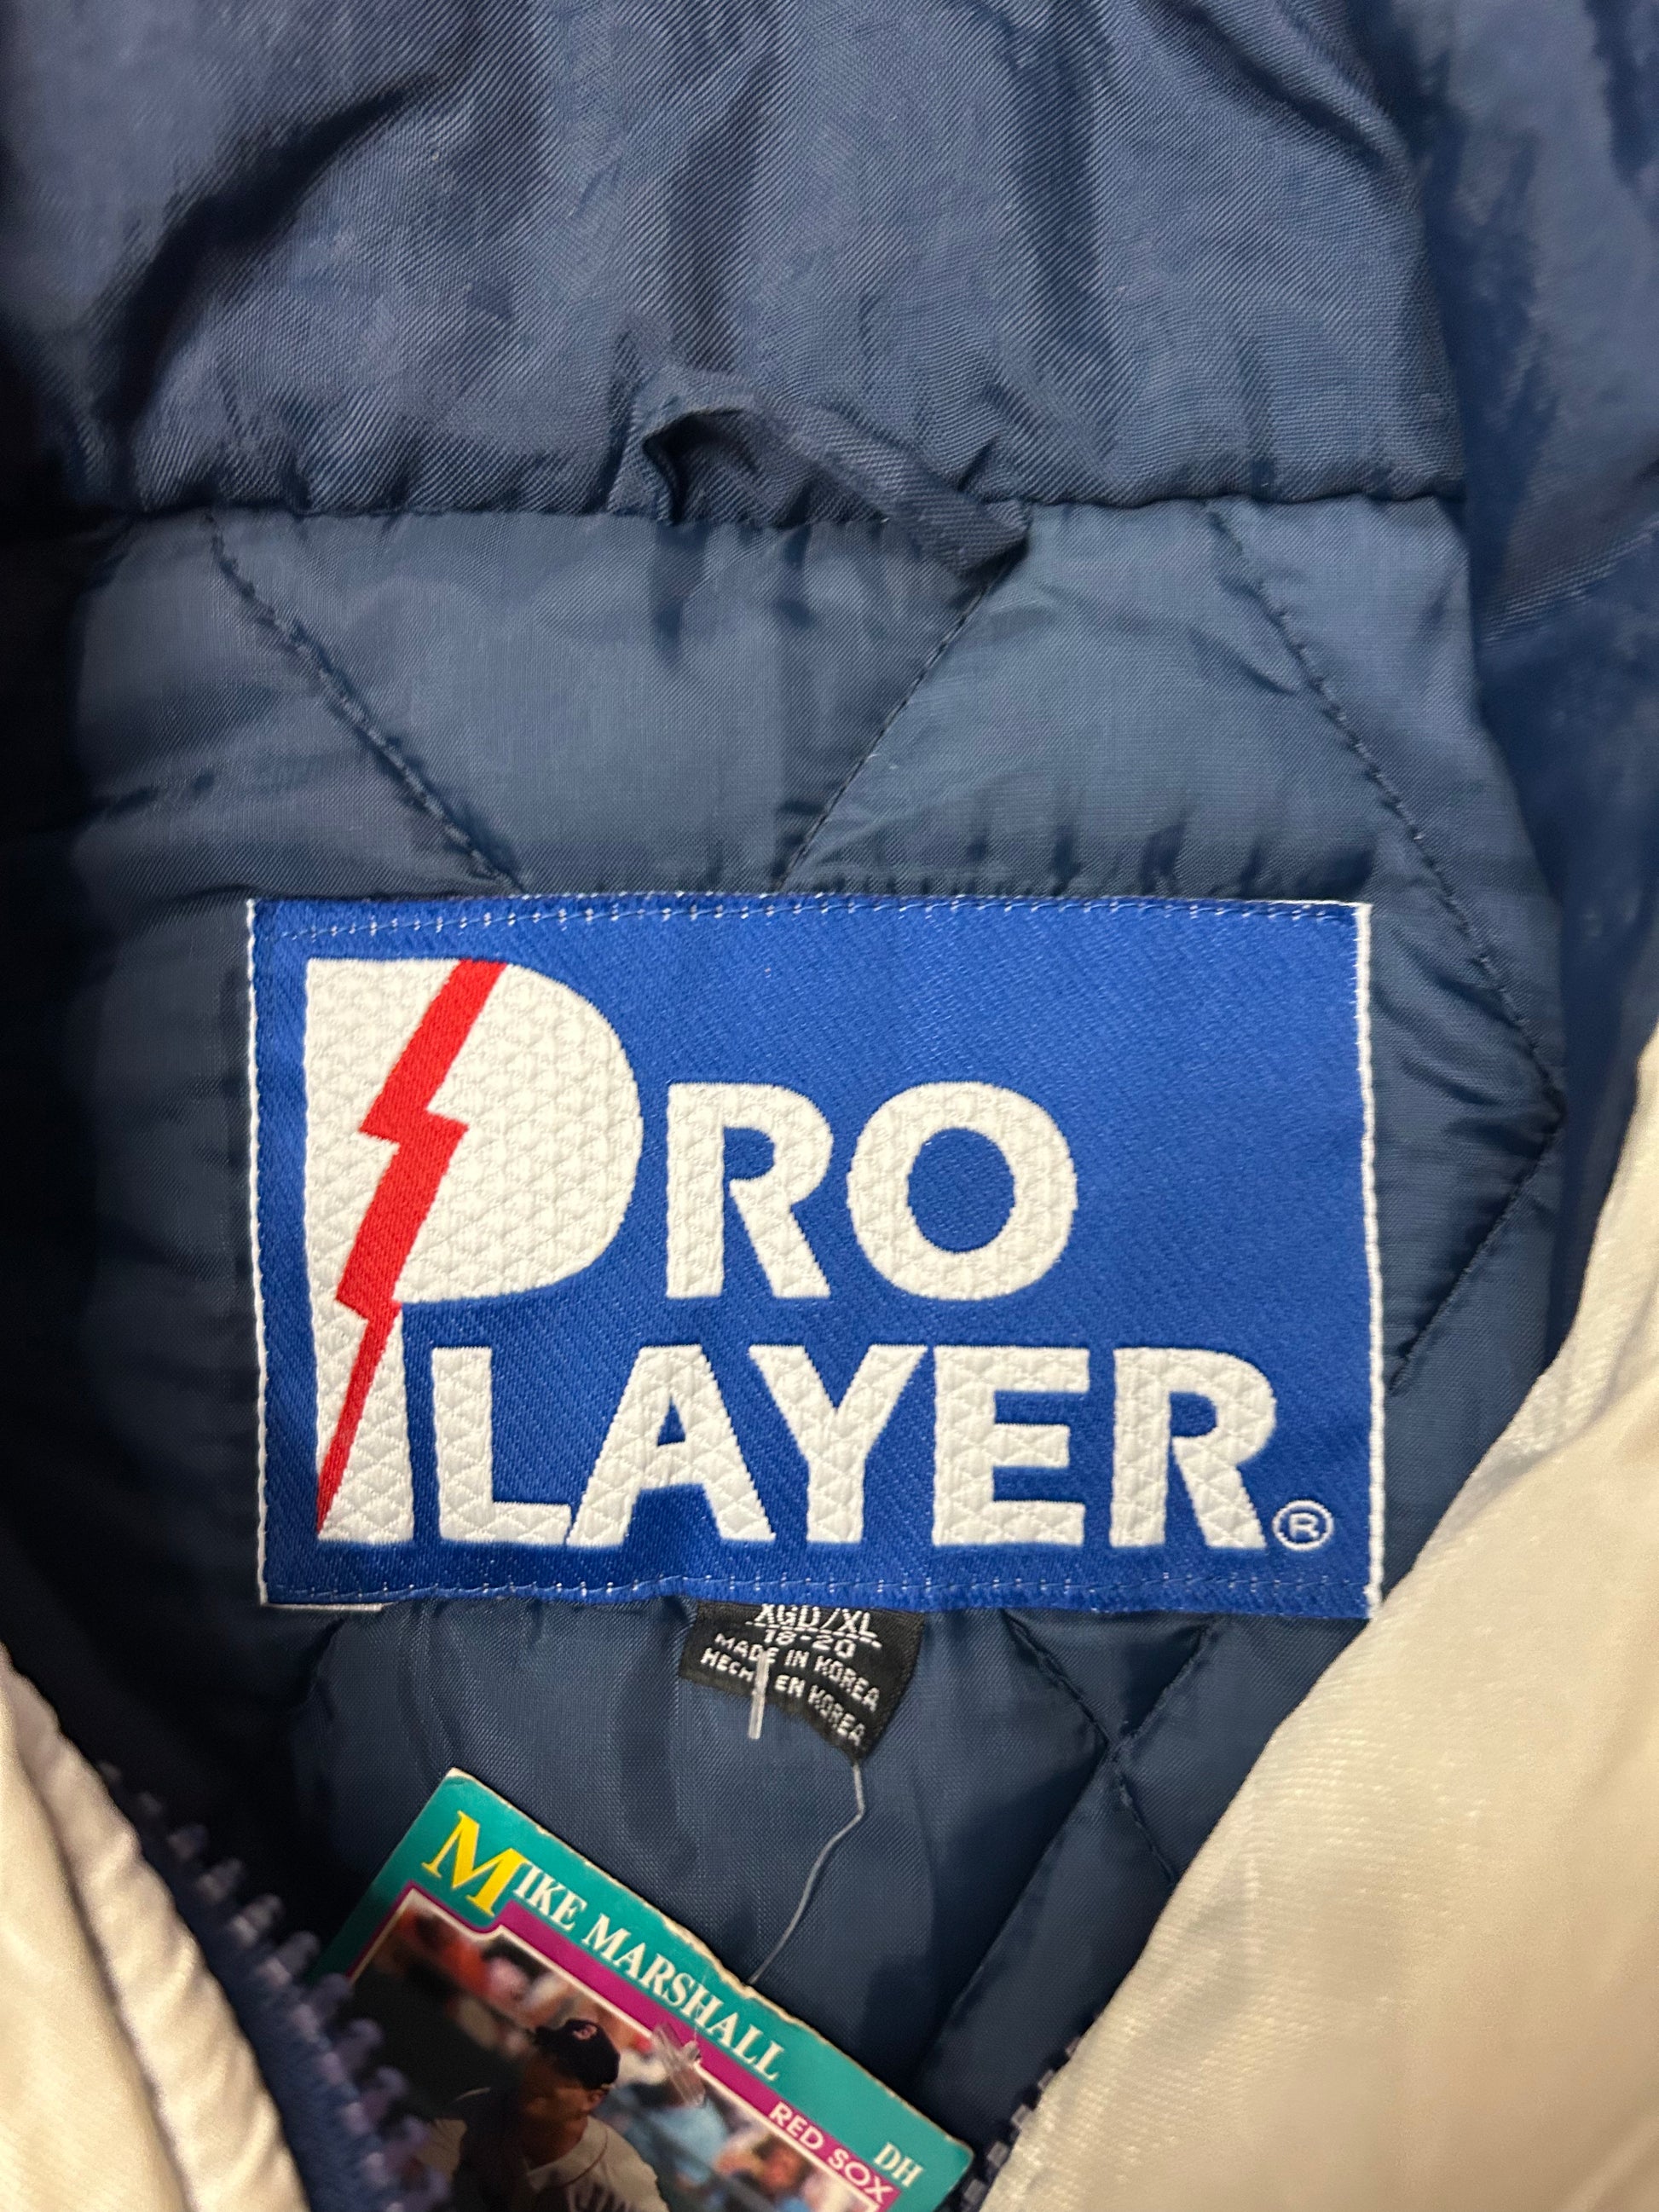 PRO
PLAYER®
XGD/XL
18-20
MADE IN KOREA
HECHO EN KOREA
MIKE MARSHALL
RED SOX
DH